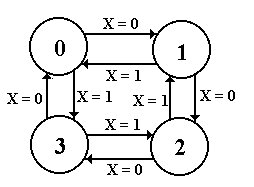 X = 0
0
1
X = 1
X = 0
X = 1
X = 1
X = 0
X = 1
3
2
X = 0